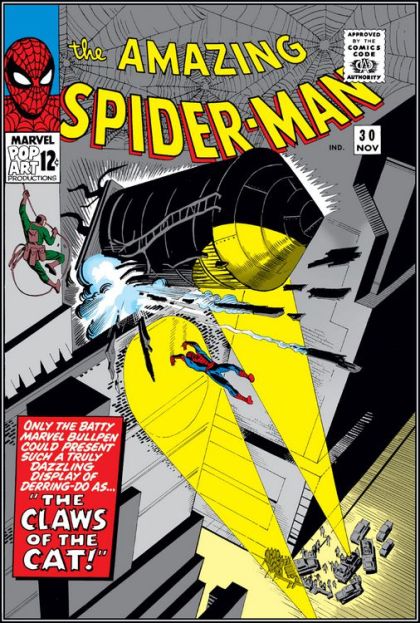 the AMAZING
SPIDER-MAN
APPROVED
BY THE
COMICS
CODE
CCA
AUTHORITY
MARVEL
POP
ART
12¢
PRODUCTIONS
IND.
30
NOV
ONLY THE BATTY
MARVEL BULLPEN
COULD PRESENT
SUCH A TRULY
DAZZLING
DISPLAY OF
DERRING-DO AS...
"THE
CLAWS
OF THE
CAT!"